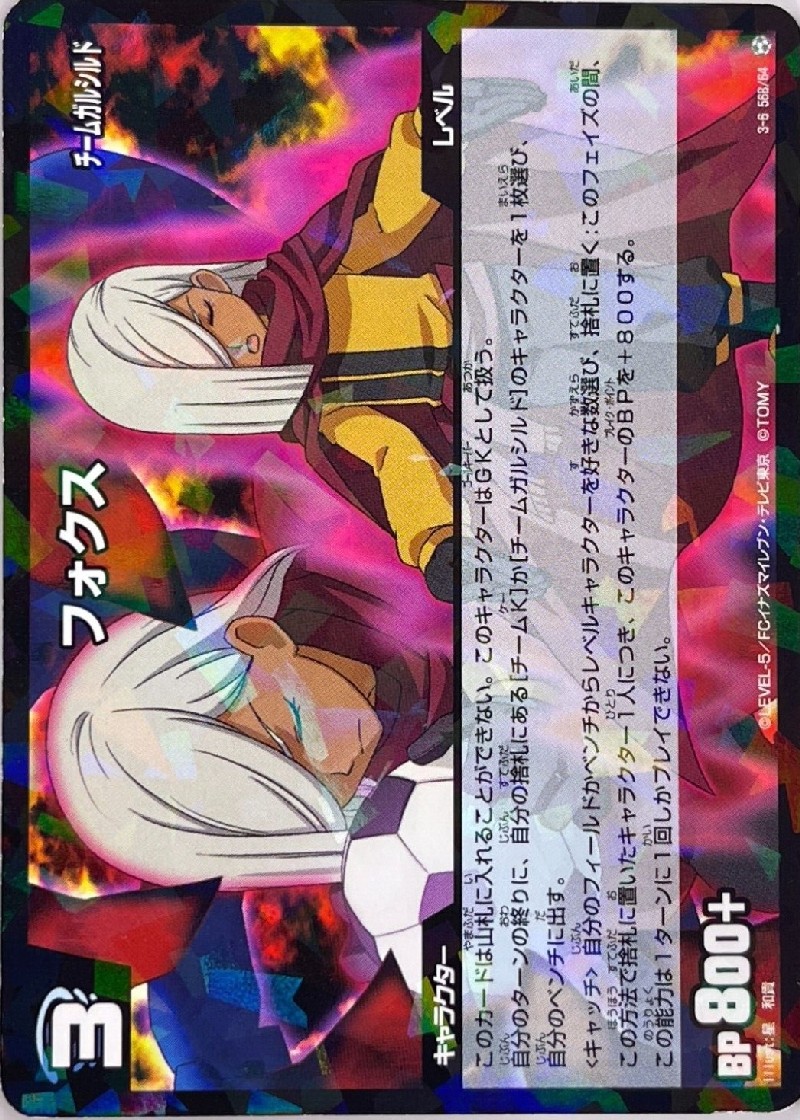 3
フォクス
チームガルシルド
キャラクター
レベル
このカードは山札に入れることができない。このキャラクターはGKとして扱う。
自分のターンの終りに、自分の捨札にある[チームK]か[チームガルシルド]のキャラクターを1枚選び、
自分のベンチに出す。
<キャッチ> 自分のフィールドかベンチからレベルキャラクターを好きな数選び、捨札に置く:このフェイズの間、
この方法で捨札に置いたキャラクター1人につき、このキャラクターのBPを+800する。
この能力は1ターンに1回しかプレイできない。
BP 800+
Illust:星 和貴
©LEVEL-5/FCイナズマイレブン・テレビ東京 ©TOMY
3-6 56B/64